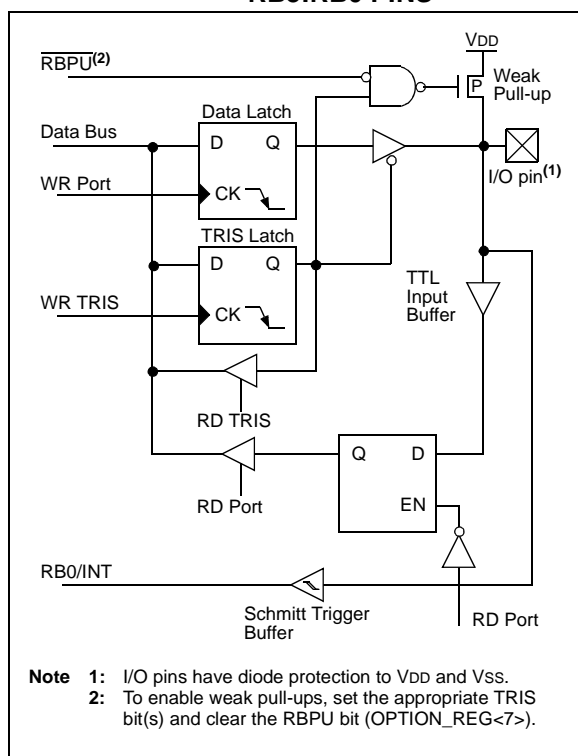 VDD
RBPU(2)
Weak
Pull-up
P
Data Latch
Data Bus
D Q
I/O pin(1)
WR Port
CK
TRIS Latch
D Q
TTL
Input
Buffer
WR TRIS
CK
RD TRIS
Q D
RD Port
EN
RB0/INT
Schmitt Trigger
Buffer
RD Port
Note 1: I/O pins have diode protection to VDD and VSS.
2: To enable weak pull-ups, set the appropriate TRIS
bit(s) and clear the RBPU bit (OPTION_REG<7>).